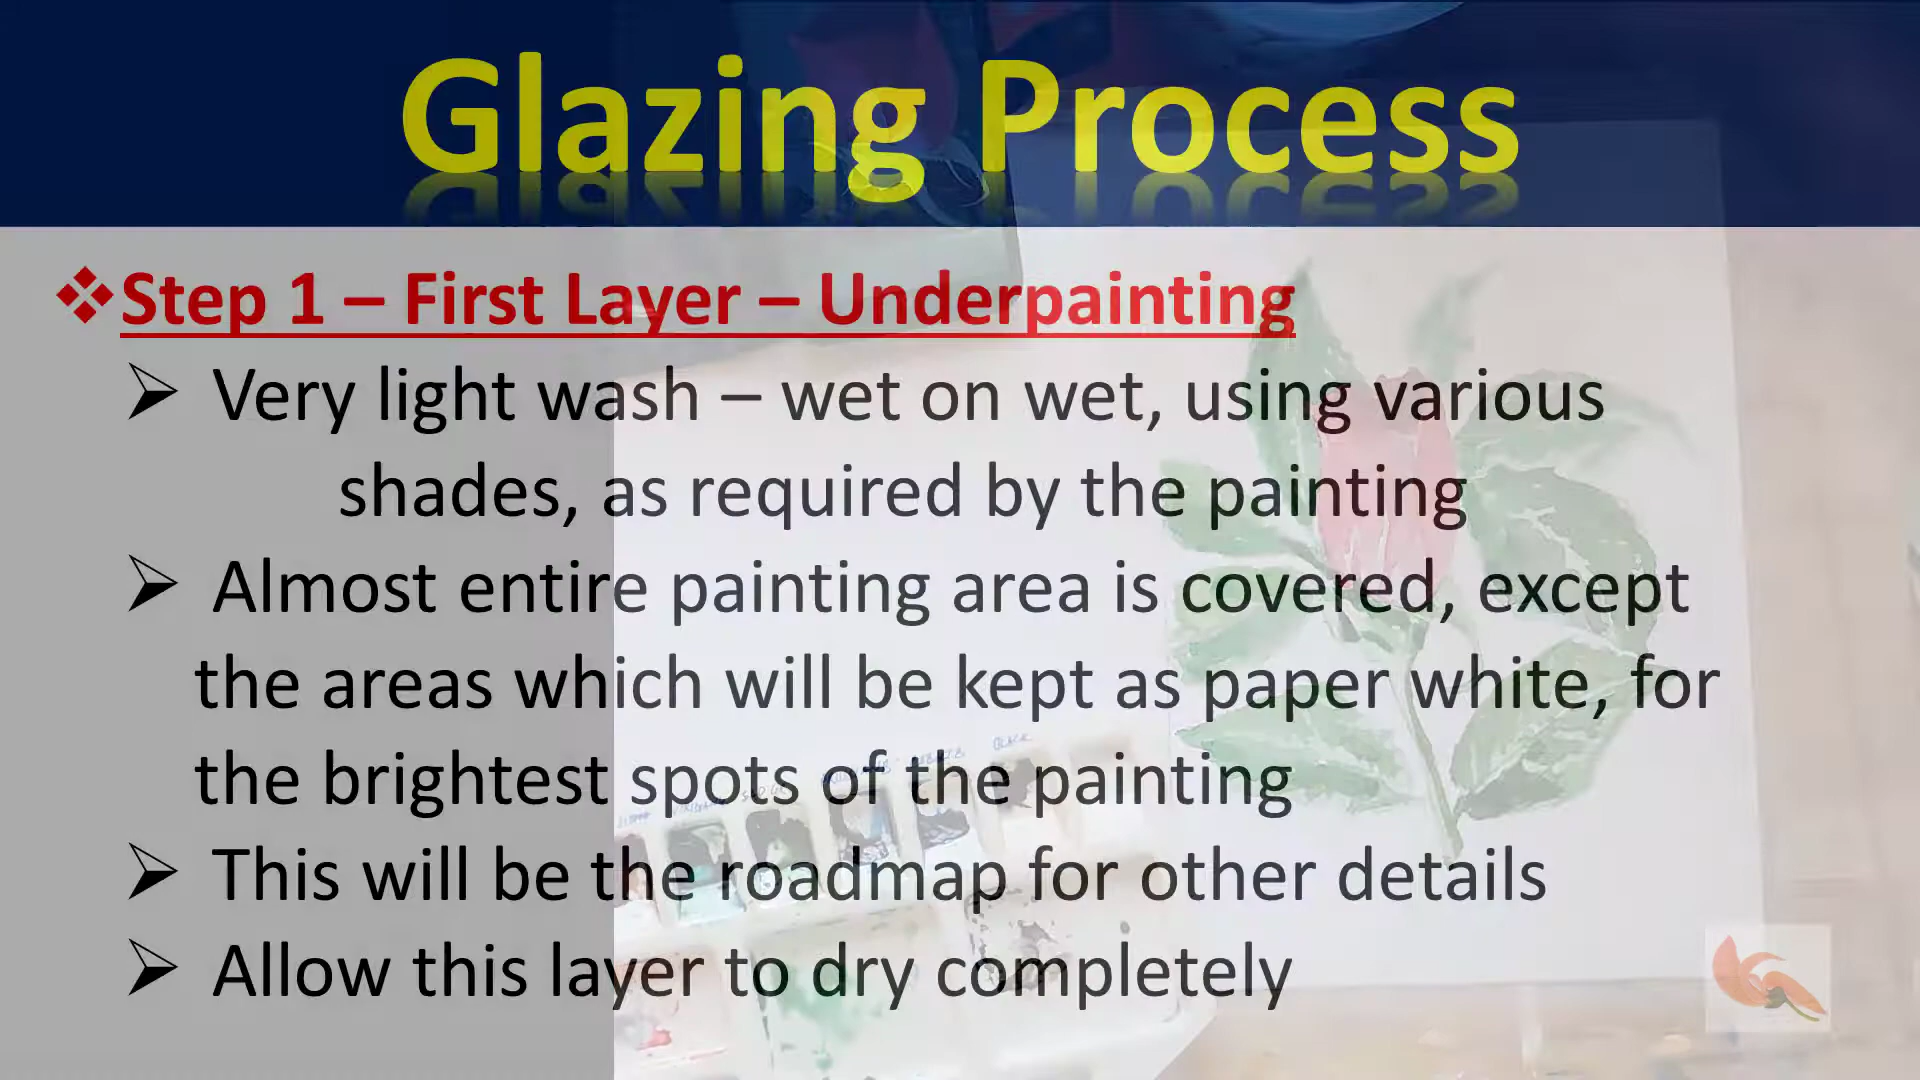 Glazing Process
❖Step 1 – First Layer – Underpainting
➢ Very light wash – wet on wet, using various
shades, as required by the painting
➢ Almost entire painting area is covered, except
the areas which will be kept as paper white, for
the brightest spots of the painting
➢ This will be the roadmap for other details
➢ Allow this layer to dry completely